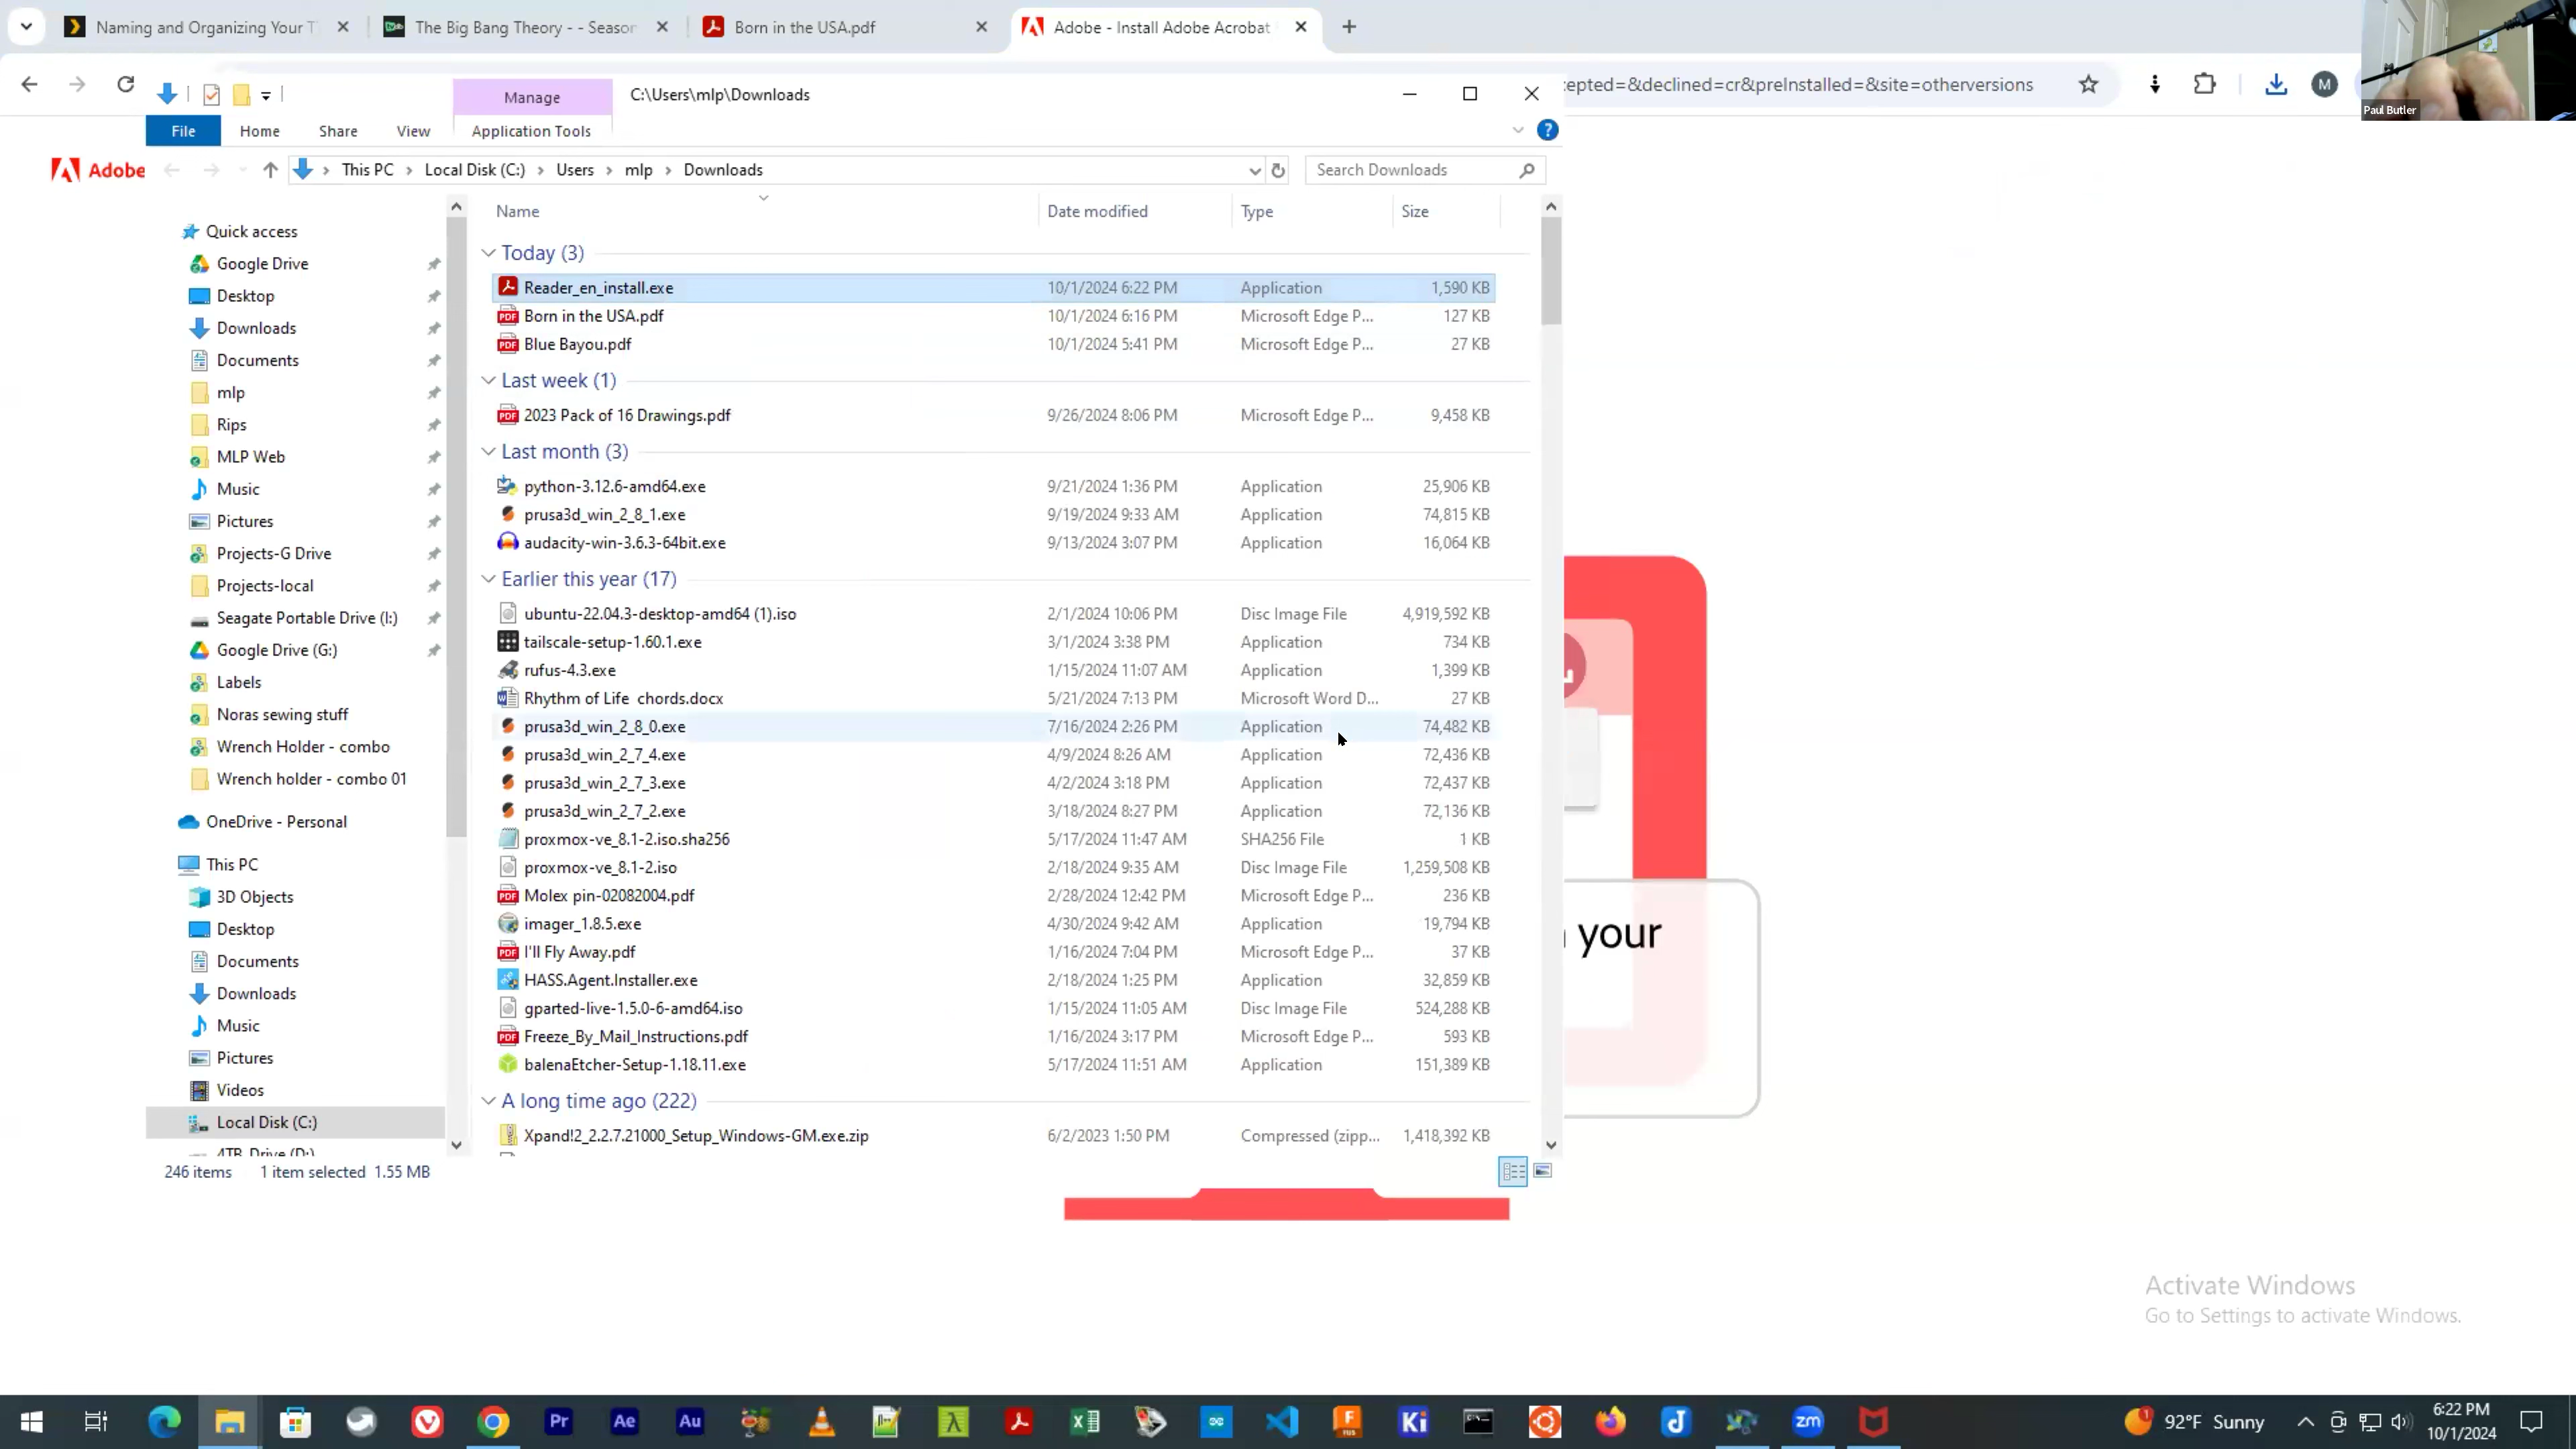 Naming and Organizing Your T
The Big Bang Theory - - Season
Born in the USA.pdf
Adobe - Install Adobe Acrobat
cepted=&declined=cr&preInstalled=&site=otherversions
M
Paul Butler
Manage
C:\Users\mlp\Downloads
File
Home
Share
View
Application Tools
Adobe
This PC
Local Disk (C:)
Users
mlp
Downloads
Search Downloads
Name
Date modified
Type
Size
Quick access
Google Drive
Desktop
Downloads
Documents
mlp
Rips
MLP Web
Music
Pictures
Projects-G Drive
Projects-local
Seagate Portable Drive (I:)
Google Drive (G:)
Labels
Noras sewing stuff
Wrench Holder - combo
Wrench holder - combo 01
OneDrive - Personal
This PC
3D Objects
Desktop
Documents
Downloads
Music
Pictures
Videos
Local Disk (C:)
4TB Drive (D:)
Today (3)
Reader_en_install.exe 10/1/2024 6:22 PM Application 1,590 KB
Born in the USA.pdf 10/1/2024 6:16 PM Microsoft Edge P... 127 KB
Blue Bayou.pdf 10/1/2024 5:41 PM Microsoft Edge P... 27 KB
Last week (1)
2023 Pack of 16 Drawings.pdf 9/26/2024 8:06 PM Microsoft Edge P... 9,458 KB
Last month (3)
python-3.12.6-amd64.exe 9/21/2024 1:36 PM Application 25,906 KB
prusa3d_win_2_8_1.exe 9/19/2024 9:33 AM Application 74,815 KB
audacity-win-3.6.3-64bit.exe 9/13/2024 3:07 PM Application 16,064 KB
Earlier this year (17)
ubuntu-22.04.3-desktop-amd64 (1).iso 2/1/2024 10:06 PM Disc Image File 4,919,592 KB
tailscale-setup-1.60.1.exe 3/1/2024 3:38 PM Application 734 KB
rufus-4.3.exe 1/15/2024 11:07 AM Application 1,399 KB
Rhythm of Life  chords.docx 5/21/2024 7:13 PM Microsoft Word D... 27 KB
prusa3d_win_2_8_0.exe 7/16/2024 2:26 PM Application 74,482 KB
prusa3d_win_2_7_4.exe 4/9/2024 8:26 AM Application 72,436 KB
prusa3d_win_2_7_3.exe 4/2/2024 3:18 PM Application 72,437 KB
prusa3d_win_2_7_2.exe 3/18/2024 8:27 PM Application 72,136 KB
proxmox-ve_8.1-2.iso.sha256 5/17/2024 11:47 AM SHA256 File 1 KB
proxmox-ve_8.1-2.iso 2/18/2024 9:35 AM Disc Image File 1,259,508 KB
Molex pin-02082004.pdf 2/28/2024 12:42 PM Microsoft Edge P... 236 KB
imager_1.8.5.exe 4/30/2024 9:42 AM Application 19,794 KB
I'll Fly Away.pdf 1/16/2024 7:04 PM Microsoft Edge P... 37 KB
HASS.Agent.Installer.exe 2/18/2024 1:25 PM Application 32,859 KB
gparted-live-1.5.0-6-amd64.iso 1/15/2024 11:05 AM Disc Image File 524,288 KB
Freeze_By_Mail_Instructions.pdf 1/16/2024 3:17 PM Microsoft Edge P... 593 KB
balenaEtcher-Setup-1.18.11.exe 5/17/2024 11:51 AM Application 151,389 KB
A long time ago (222)
Xpand!2_2.2.7.21000_Setup_Windows-GM.exe.zip 6/2/2023 1:50 PM Compressed (zipp... 1,418,392 KB
246 items 1 item selected 1.55 MB
your
Activate Windows
Go to Settings to activate Windows.
Pr
Ae
Au
F
FUS
Ki
zm
92°F Sunny
6:22 PM
10/1/2024